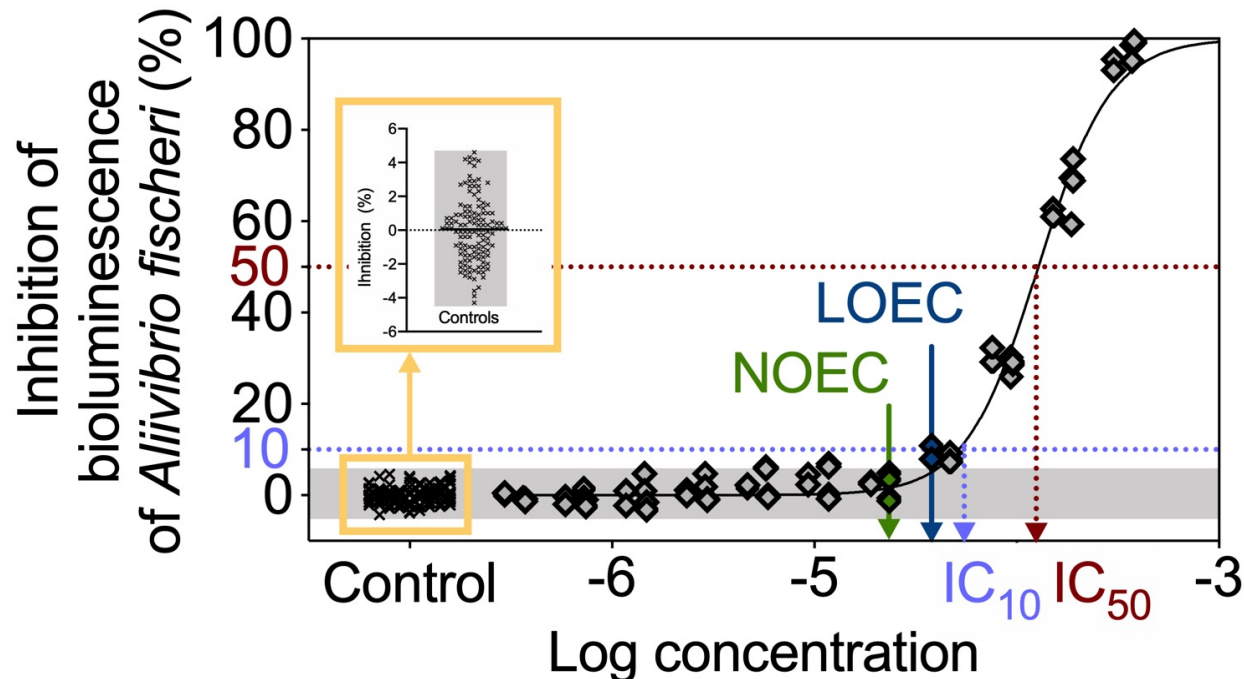 Inhibition of
bioluminescence
of Aliivibrio fischeri (%)
100
80
60
50
40
20
10
0
6
4
2
0
-2
-4
-6
Ihnibition (%)
Controls
LOEC
NOEC
Control
-6
-5
IC10
IC50
-3
Log concentration